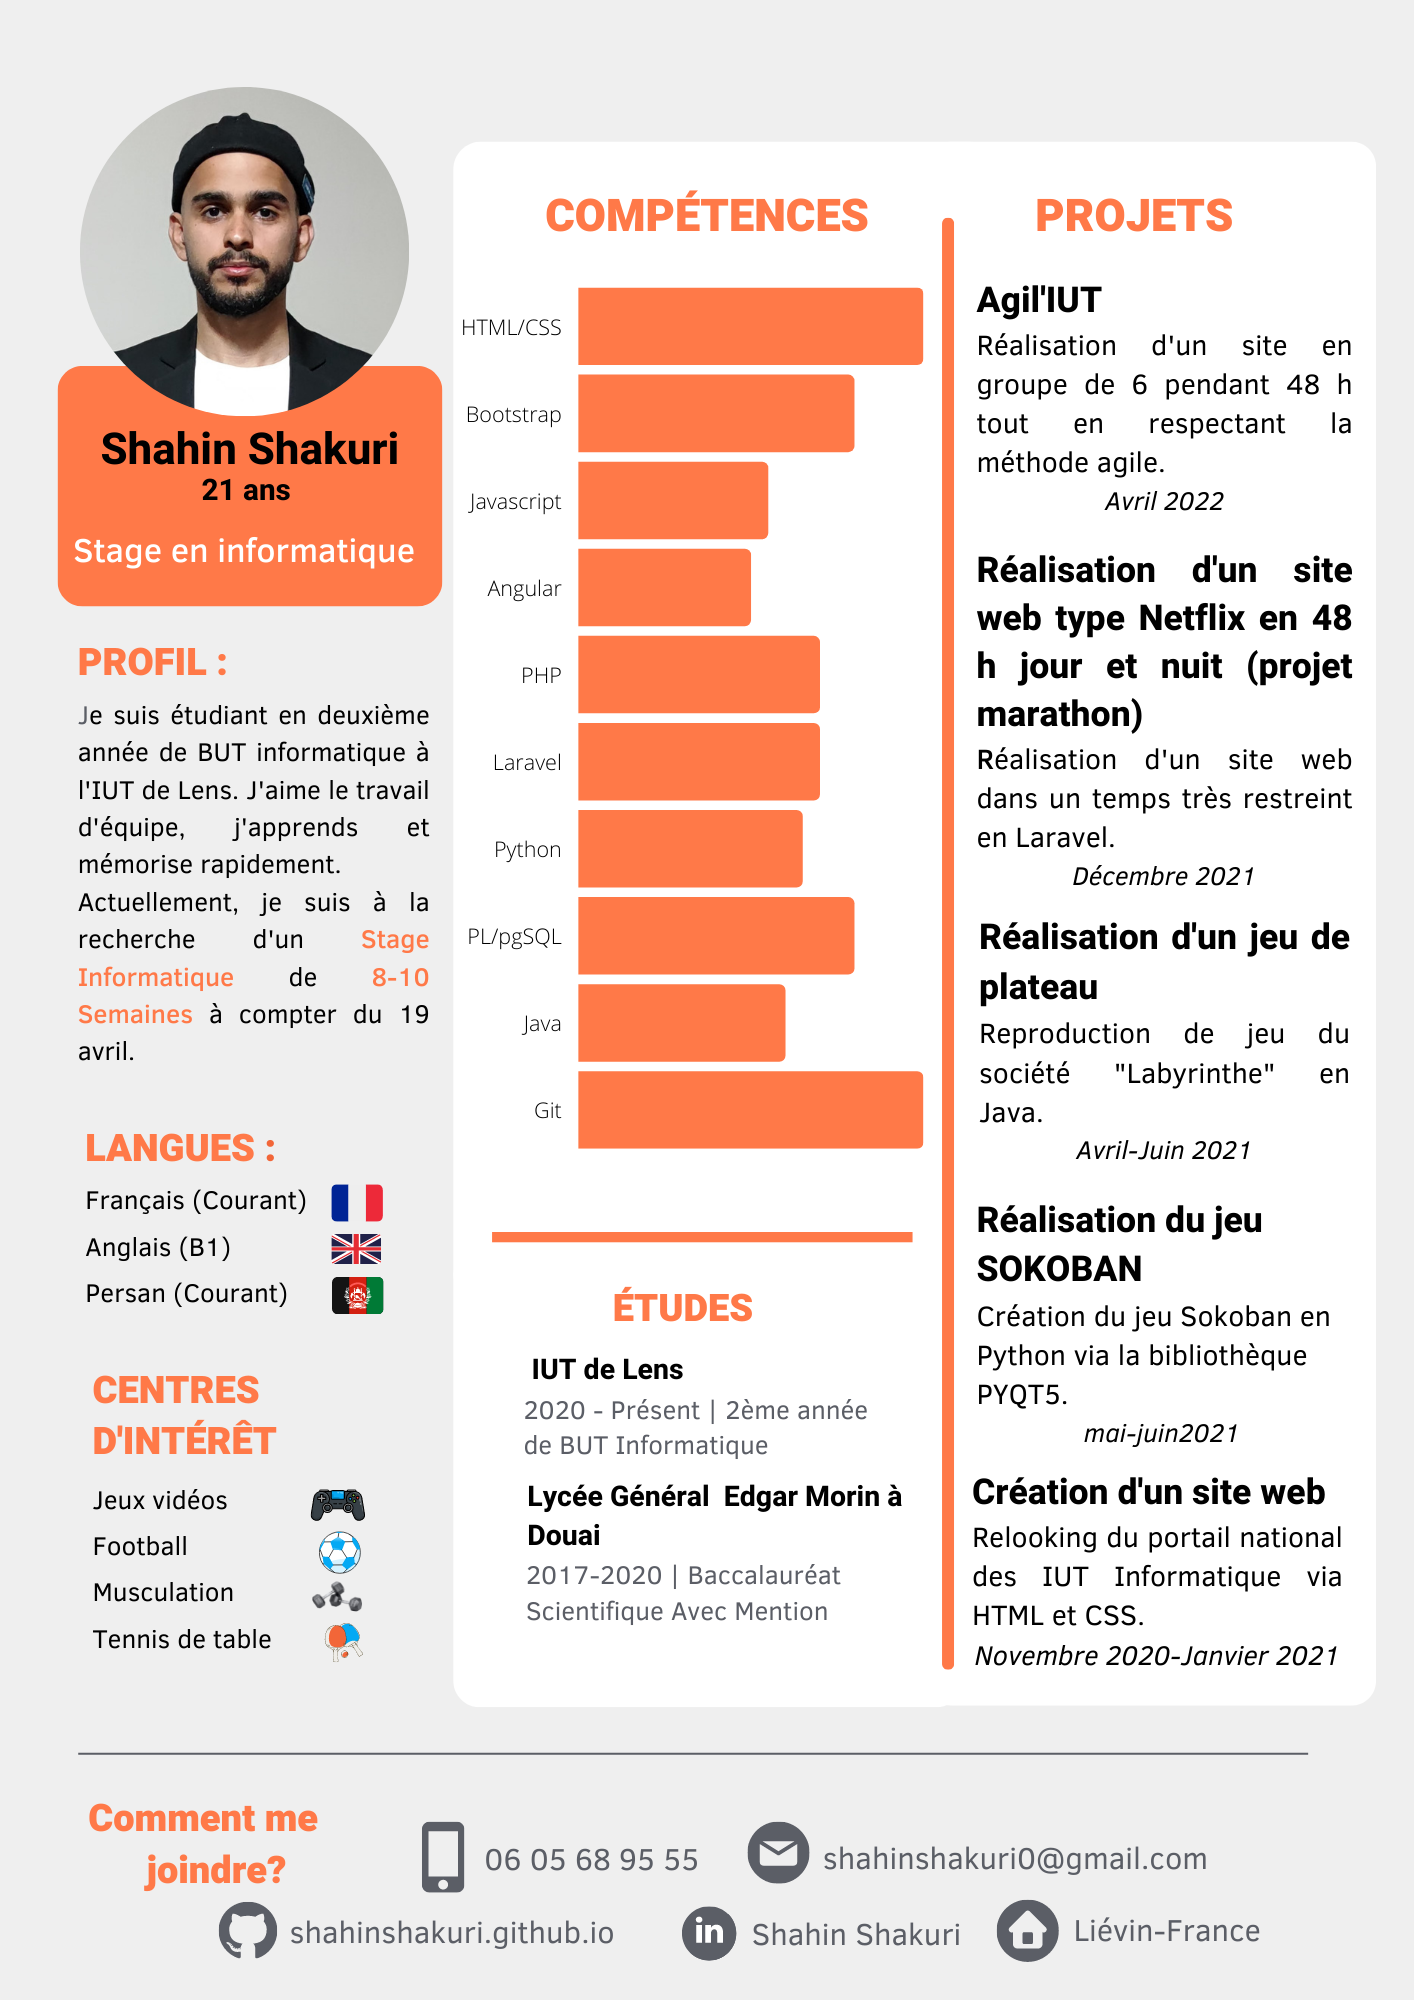 Shahin Shakuri
21 ans
Stage en informatique
PROFIL :
Je suis étudiant en deuxième
année de BUT informatique à
l'IUT de Lens. J'aime le travail
d'équipe, j'apprends et
mémorise rapidement.
Actuellement, je suis à la
recherche d'un Stage
Informatique de 8-10
Semaines à compter du 19
avril.
LANGUES :
Français (Courant)
Anglais (B1)
Persan (Courant)
CENTRES
D'INTÉRÊT
Jeux vidéos
Football
Musculation
Tennis de table
COMPÉTENCES
HTML/CSS
Bootstrap
Javascript
Angular
PHP
Laravel
Python
PL/pgSQL
Java
Git
ÉTUDES
IUT de Lens
2020 - Présent | 2ème année
de BUT Informatique
Lycée Général  Edgar Morin à
Douai
2017-2020 | Baccalauréat
Scientifique Avec Mention
PROJETS
Agil'IUT
Réalisation d'un site en
groupe de 6 pendant 48 h
tout en respectant la
méthode agile.
Avril 2022
Réalisation d'un site
web type Netflix en 48
h jour et nuit (projet
marathon)
Réalisation d'un site web
dans un temps très restreint
en Laravel.
Décembre 2021
Réalisation d'un jeu de
plateau
Reproduction de jeu du
société "Labyrinthe" en
Java.
Avril-Juin 2021
Réalisation du jeu
SOKOBAN
Création du jeu Sokoban en
Python via la bibliothèque
PYQT5.
mai-juin2021
Création d'un site web
Relooking du portail national
des IUT Informatique via
HTML et CSS.
Novembre 2020-Janvier 2021
Comment me
joindre?
06 05 68 95 55
shahinshakuri0@gmail.com
shahinshakuri.github.io
in
Shahin Shakuri
Liévin-France